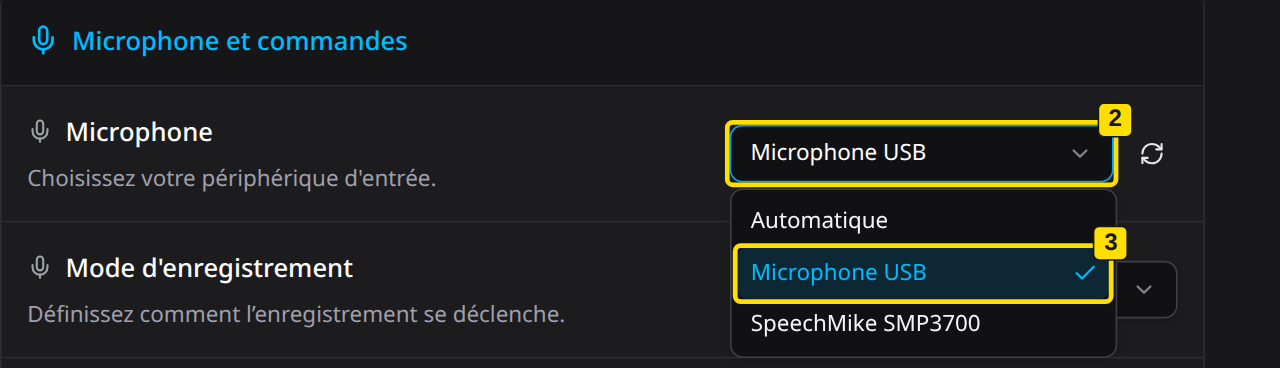 Microphone et commandes
Microphone
Choisissez votre périphérique d'entrée.
2
Microphone USB
Automatique
3
Microphone USB
SpeechMike SMP3700
Mode d'enregistrement
Définissez comment l’enregistrement se déclenche.